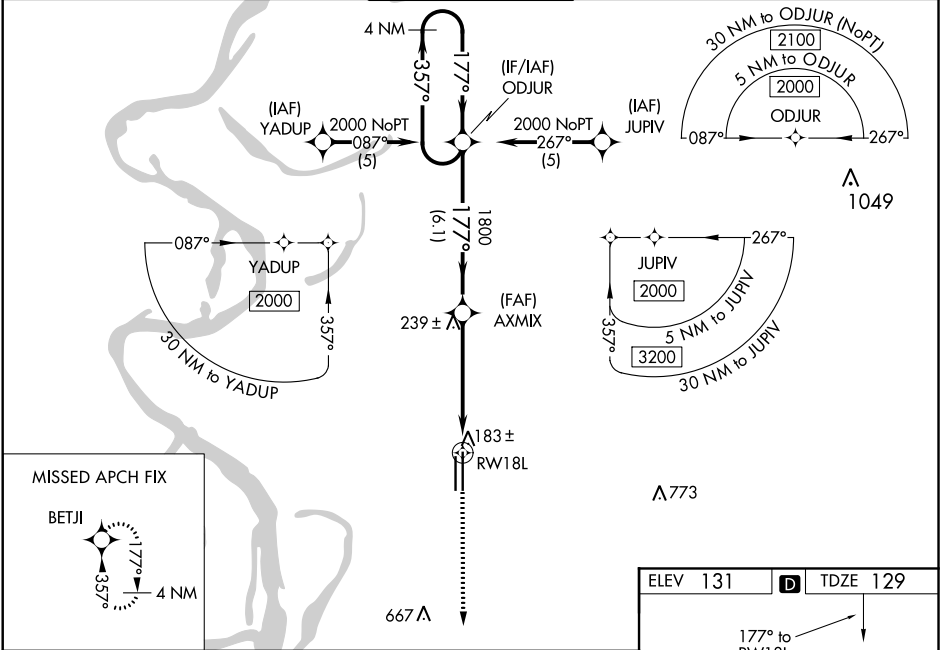 4 NM
357°
177°
(IF/IAF)
ODJUR
30 NM to ODJUR (NoPT)
2100
5 NM to ODJUR
2000
ODJUR
087°
267°
(IAF)
YADUP
2000 NoPT
087°
(5)
2000 NoPT
267°
(5)
(IAF)
JUPIV
1049
1800
177°
(6.1)
087°
YADUP
2000
357°
30 NM to YADUP
267°
JUPIV
2000
5 NM to JUPIV
357°
3200
30 NM to JUPIV
(FAF)
AXMIX
239 ±
183 ±
RW18L
MISSED APCH FIX
BETJI
177°
357°
4 NM
773
667
ELEV 131 D TDZE 129
177° to
RW18L